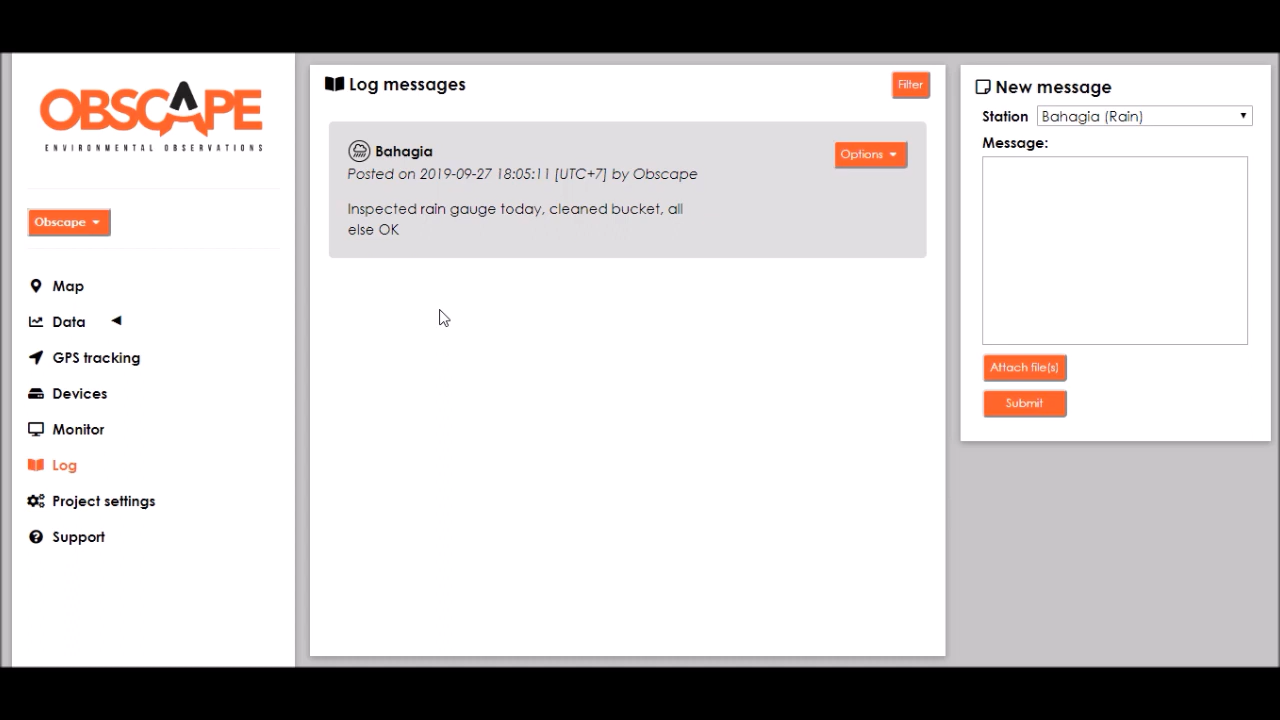 OBSCAPE
ENVIRONMENTAL OBSERVATIONS
Obscape
Map
Data
GPS tracking
Devices
Monitor
Log
Project settings
Support
Log messages
Filter
Bahagia
Options
Posted on 2019-09-27 18:05:11 [UTC+7] by Obscape
Inspected rain gauge today, cleaned bucket, all
else OK
New message
Station Bahagia (Rain)
Message:
Attach file(s)
Submit